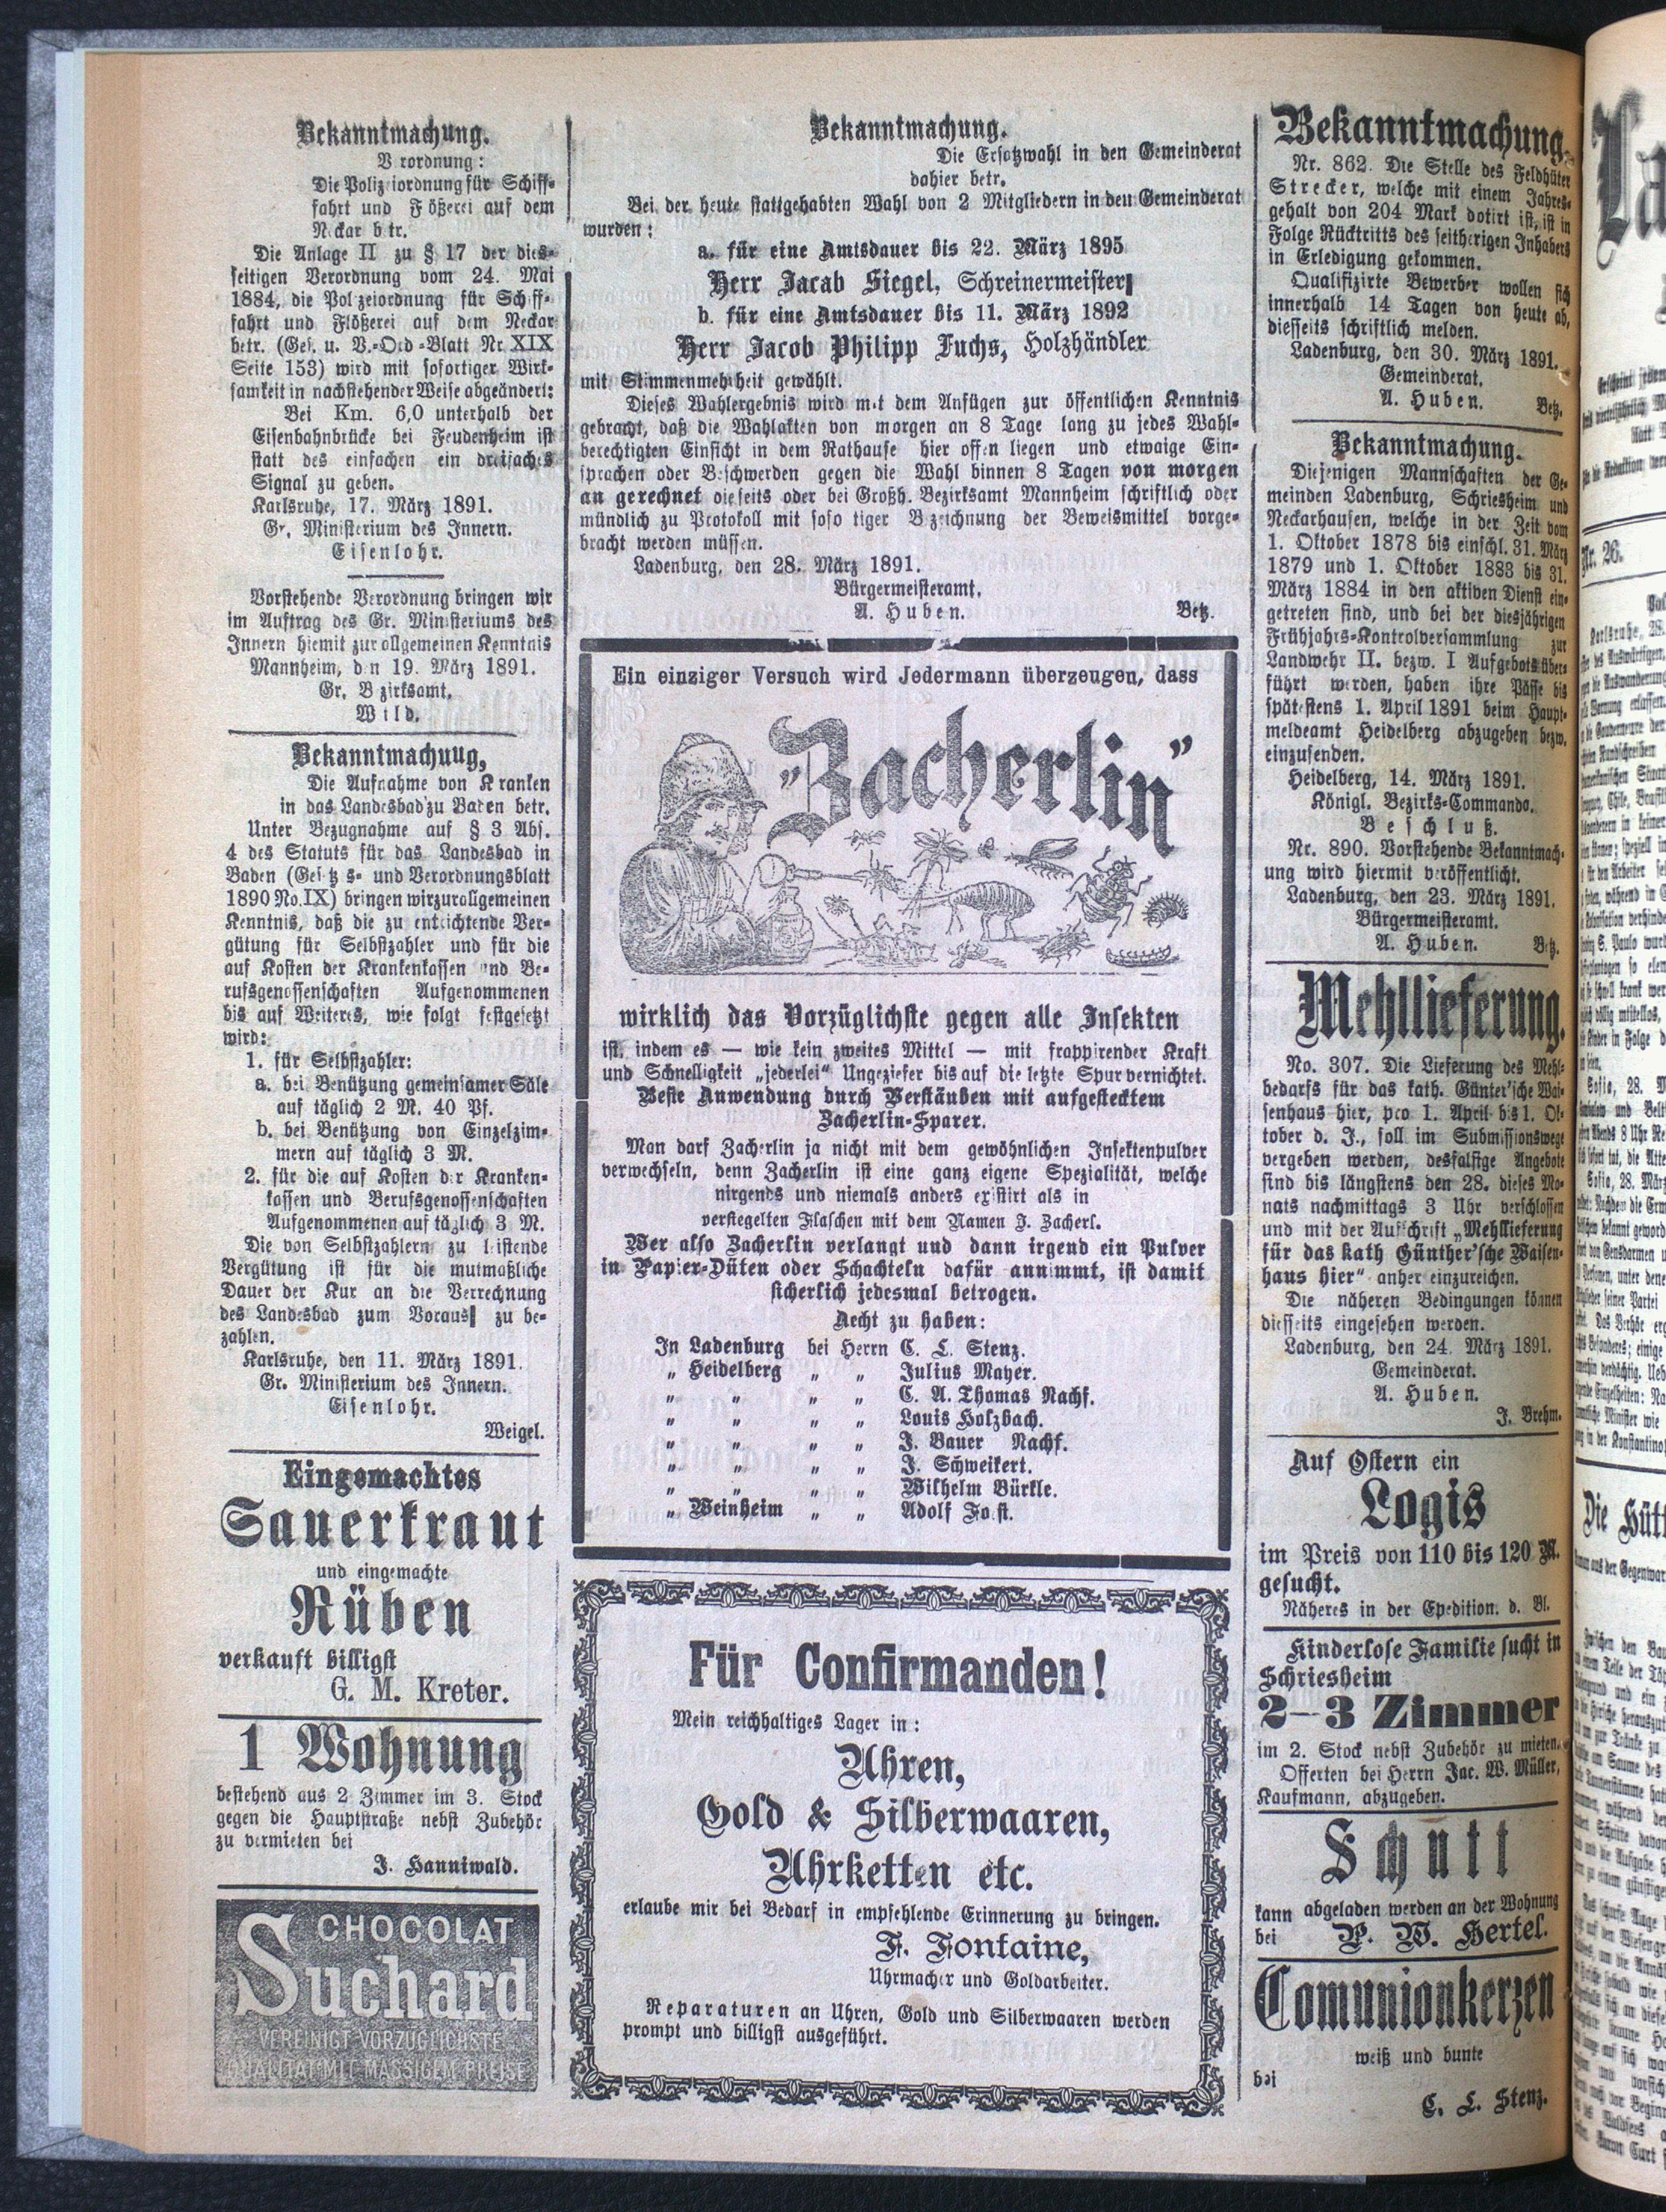 Bekanntmachung.
V rordnung:
Die Poliz iordnung für Schiff-
fahrt und F ößerei auf dem
N.ckar b tr.
Die Anlage II zu § 17 der dies-
seitigen Verordnung vom 24. Mai
1884, die Pol zeiordnung für Sch ff-
fahrt und Flößerei auf dem Neckar
betr. (Ges. u. V.-Ord-Blatt Nr. XIX
Seite 153) wird mit sofortiger Wirk-
samkeit in nachstehender Weise abgeändert:
Bei Km. 6,0 unterhalb der
Eisenbahnbrücke bei Feudenheim ist
statt des einfachen ein dreifaches
Signal zu geben.
Karlsruhe, 17. März 1891.
Gr. Ministerium des Innern.
Eisenlohr.
Vorstehende Verordnung bringen wir
im Auftrag des Gr. Ministeriums des
Innern hiemit zur allgemeinen Kenntnis
Mannheim, d n 19. März 1891.
Gr. B zirksamt.
Wild.
Bekanntmachuug,
Die Aufnahme von Kranken
in das Landesbad zu Baden betr.
Unter Bezugnahme auf § 3 Abs.
4 des Statuts für das Landesbad in
Baden (Ges-tz s- und Verordnungsblatt
1890 No. IX) bringen wir zur allgemeinen
Kenntnis, daß die zu entrichtende Ver-
gütung für Selbstzahler und für die
auf Kosten der Krankenkassen und Be-
rufsgenossenschaften Aufgenommenen
bis auf Weiteres, wie folgt festgesetzt
wird:
1. für Selbstzahler:
a. bei Benützung gemeinsamer Säle
auf täglich 2 M. 40 Pf.
b. bei Benützung von Einzelzim-
mern auf täglich 3 M.
2. für die auf Kosten der Kranken-
kassen und Berufsgenossenschaften
Aufgenommenen auf täglich 3 M.
Die von Selbstzahlern zu leistende
Vergütung ist für die mutmaßliche
Dauer der Kur an die Verrechnung
des Landesbad zum Voraus zu be-
zahlen.
Karlsruhe, den 11. März 1891.
Gr. Ministerium des Innern.
Eisenlohr.
Weigel.
Eingemachtes
Sauerkraut
und eingemachte
Rüben
verkauft billigst
G. M. Kreter.
1 Wohnung
bestehend aus 2 Zimmer im 3. Stock
gegen die Hauptstraße nebst Zubehör
zu vermieten bei
J. Hanniwald.
CHOCOLAT
Suchard
VEREINIGT VORZÜGLICHSTE
QUALITÄT MIT MÄSSIGEM PREISE
Bekanntmachung.
Die Ersatzwahl in den Gemeinderat
dahier betr.
Bei der heute stattgehabten Wahl von 2 Mitgliedern in den Gemeinderat
wurden:
a. für eine Amtsdauer bis 22. März 1895
Herr Jacab Siegel, Schreinermeister
b. für eine Amtsdauer bis 11. März 1892
Herr Jacob Philipp Fuchs, Holzhändler
mit Stimmenmehrheit gewählt.
Dieses Wahlergebnis wird mit dem Anfügen zur öffentlichen Kenntnis
gebracht, daß die Wahlakten von morgen an 8 Tage lang zu jedes Wahl-
berechtigten Einsicht in dem Rathause hier offen liegen und etwaige Ein-
sprachen oder Beschwerden gegen die Wahl binnen 8 Tagen von morgen
an gerechnet dieseits oder bei Großh. Bezirksamt Mannheim schriftlich oder
mündlich zu Protokoll mit sofo tiger Bezeichnung der Beweismittel vorge-
bracht werden müssen.
Ladenburg, den 28. März 1891.
Bürgermeisteramt.
A. Huben. Betz.
Ein einziger Versuch wird Jedermann überzeugen, dass
„Zacherlin"
wirklich das Vorzüglichste gegen alle Insekten
ist, indem es — wie kein zweites Mittel — mit frappirender Kraft
und Schnelligkeit „jederlei" Ungeziefer bis auf die letzte Spur vernichtet.
Beste Anwendung durch Verstäuben mit aufgestecktem
Zacherlin-Sparer.
Man darf Zacherlin ja nicht mit dem gewöhnlichen Insektenpulver
verwechseln, denn Zacherlin ist eine ganz eigene Spezialität, welche
nirgends und niemals anders existirt als in
versiegelten Flaschen mit dem Namen J. Zacherl.
Wer also Zacherlin verlangt und dann irgend ein Pulver
in Papier-Düten oder Schachteln dafür annimmt, ist damit
sicherlich jedesmal betrogen.
Aecht zu haben:
In Ladenburg bei Herrn C. L. Stenz.
„ Heidelberg „ „ Julius Mayer.
„ „ „ „ C. A. Thomas Nachf.
„ „ „ „ Louis Holzbach.
„ „ „ „ J. Bauer Nachf.
„ „ „ „ J. Schweikert.
„ „ „ „ Wilhelm Bürkle.
„ Weinheim „ „ Adolf
Für Confirmanden!
Mein reichhaltiges Lager in:
Uhren,
Gold & Silberwaaren,
Uhrketten etc.
erlaube mir bei Bedarf in empfehlende Erinnerung zu bringen.
F. Fontaine,
Uhrmacher und Goldarbeiter.
Reparaturen an Uhren, Gold und Silberwaaren werden
prompt und billigst ausgeführt.
Bekanntmachung.
Nr. 862. Die Stelle des Feldhüter
Strecker, welche mit einem Jahres-
gehalt von 204 Mark dotirt ist, ist in
Folge Rücktritts des seitherigen Inhabers
in Erledigung gekommen.
Qualifizirte Bewerber wollen sich
innerhalb 14 Tagen von heute ab,
diesseits schriftlich melden.
Ladenburg, den 30. März 1891.
Gemeinderat.
A. Huben. Betz.
Bekanntmachung.
Diejenigen Mannschaften der Ge-
meinden Ladenburg, Schriesheim und
Neckarhausen, welche in der Zeit vom
1. Oktober 1878 bis einschl. 31. März
1879 und 1. Oktober 1883 bis 31.
März 1884 in den aktiven Dienst ein-
getreten sind, und bei der diesjährigen
Frühjahrs-Kontrolversammlung zur
Landwehr II. bezw. I Aufgebots über-
führt werden, haben ihre Pässe bis
spätestens 1. April 1891 beim Haupt-
meldeamt Heidelberg abzugeben bezw.
einzusenden.
Heidelberg, 14. März 1891.
Königl. Bezirks-Commando.
Beschluß.
Nr. 890. Vorstehende Bekanntmach-
ung wird hiermit veröffentlicht.
Ladenburg, den 23. März 1891.
Bürgermeisteramt.
A. Huben. Betz.
Mehllieferung.
No. 307. Die Lieferung des Mehl-
bedarfs für das kath. Günter'sche Wai-
senhaus hier, pro 1. April bis 1. Ok-
tober d. J., soll im Submissionswege
vergeben werden, desfalsige Angebote
sind bis längstens den 28. dieses Mo-
nats nachmittags 3 Uhr verschlossen
und mit der Aufschrift „Mehllieferung
für das kath Günther'sche Waisen-
haus hier" anher einzureichen.
Die näheren Bedingungen können
diesseits eingesehen werden.
Ladenburg, den 24. März 1891.
Gemeinderat.
A. Huben.
J. Brehm.
Auf Ostern ein
Logis
im Preis von 110 bis 120 M.
gesucht.
Näheres in der Epedition. d. Bl.
Kinderlose Familie sucht in
Schriesheim
2—3 Zimmer
im 2. Stock nebst Zubehör zu mieten.
Offerten bei Herrn Jac. W. Müller,
Kaufmann, abzugeben.
Schutt
kann abgeladen werden an der Wohnung
bei P. W. Hertel.
Comunionkerzen
weiß und bunte
bei
C. L. Stenz.
Nr. 26.